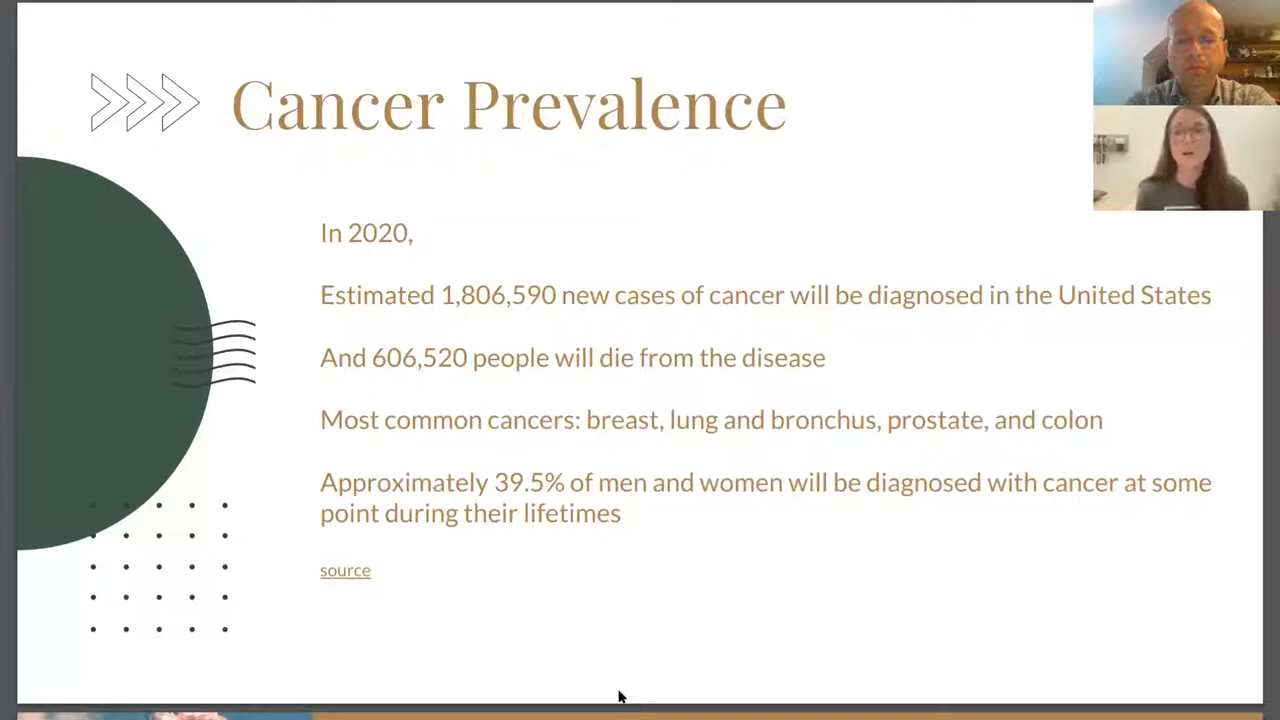 Cancer Prevalence
In 2020,
Estimated 1,806,590 new cases of cancer will be diagnosed in the United States
And 606,520 people will die from the disease
Most common cancers: breast, lung and bronchus, prostate, and colon
Approximately 39.5% of men and women will be diagnosed with cancer at some
point during their lifetimes
source